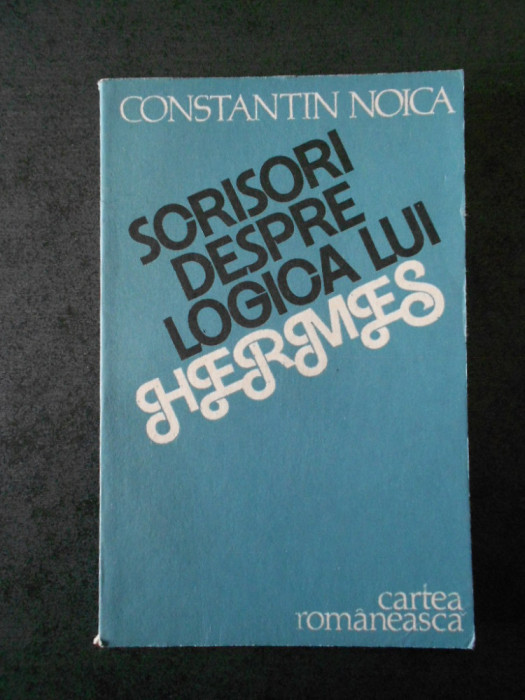 CONSTANTIN NOICA
SCRISORI
DESPRE
LOGICA LUI
HERMES
cartea
românească